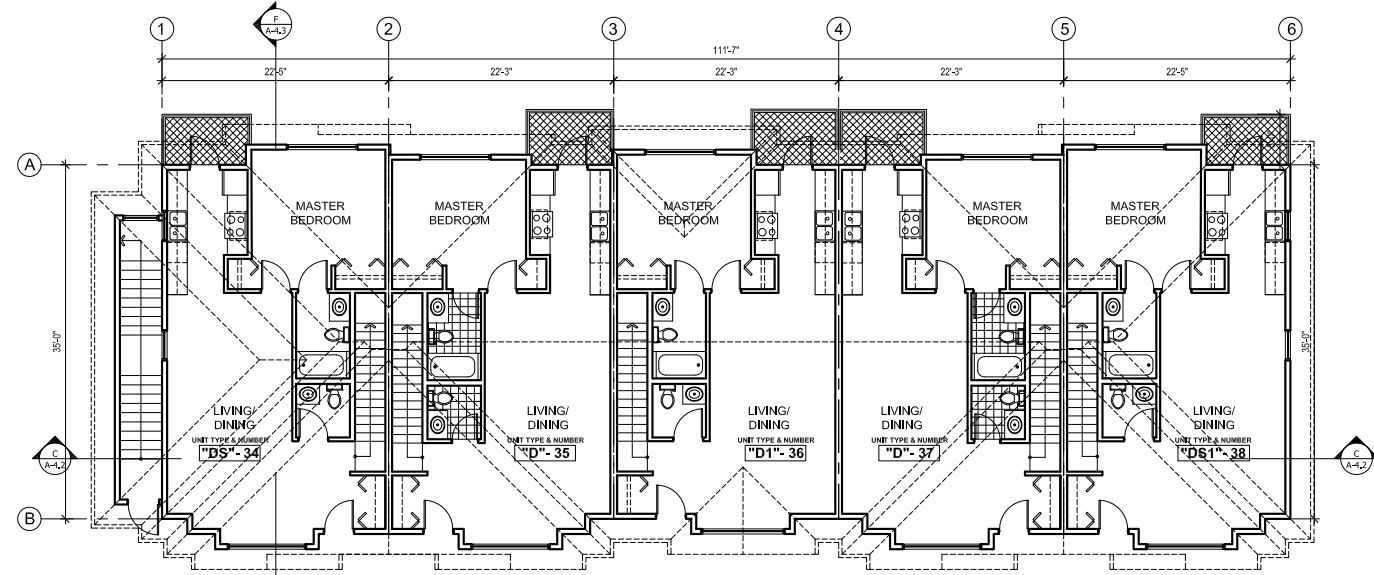 1
F
A-4.3
2
3
4
5
6
111'-7"
22'-5"
22'-3"
22'-3"
22'-3"
22'-5"
A
MASTER
BEDROOM
MASTER
BEDROOM
MASTER
BEDROOM
MASTER
BEDROOM
MASTER
BEDROOM
35'-0"
35'-0"
LIVING/
DINING
UNIT TYPE & NUMBER
"DS"- 34
LIVING/
DINING
UNIT TYPE & NUMBER
"D"- 35
LIVING/
DINING
UNIT TYPE & NUMBER
"D1"- 36
LIVING/
DINING
UNIT TYPE & NUMBER
"D"- 37
LIVING/
DINING
UNIT TYPE & NUMBER
"DS1"- 38
C
A-4.2
C
A-4.2
B